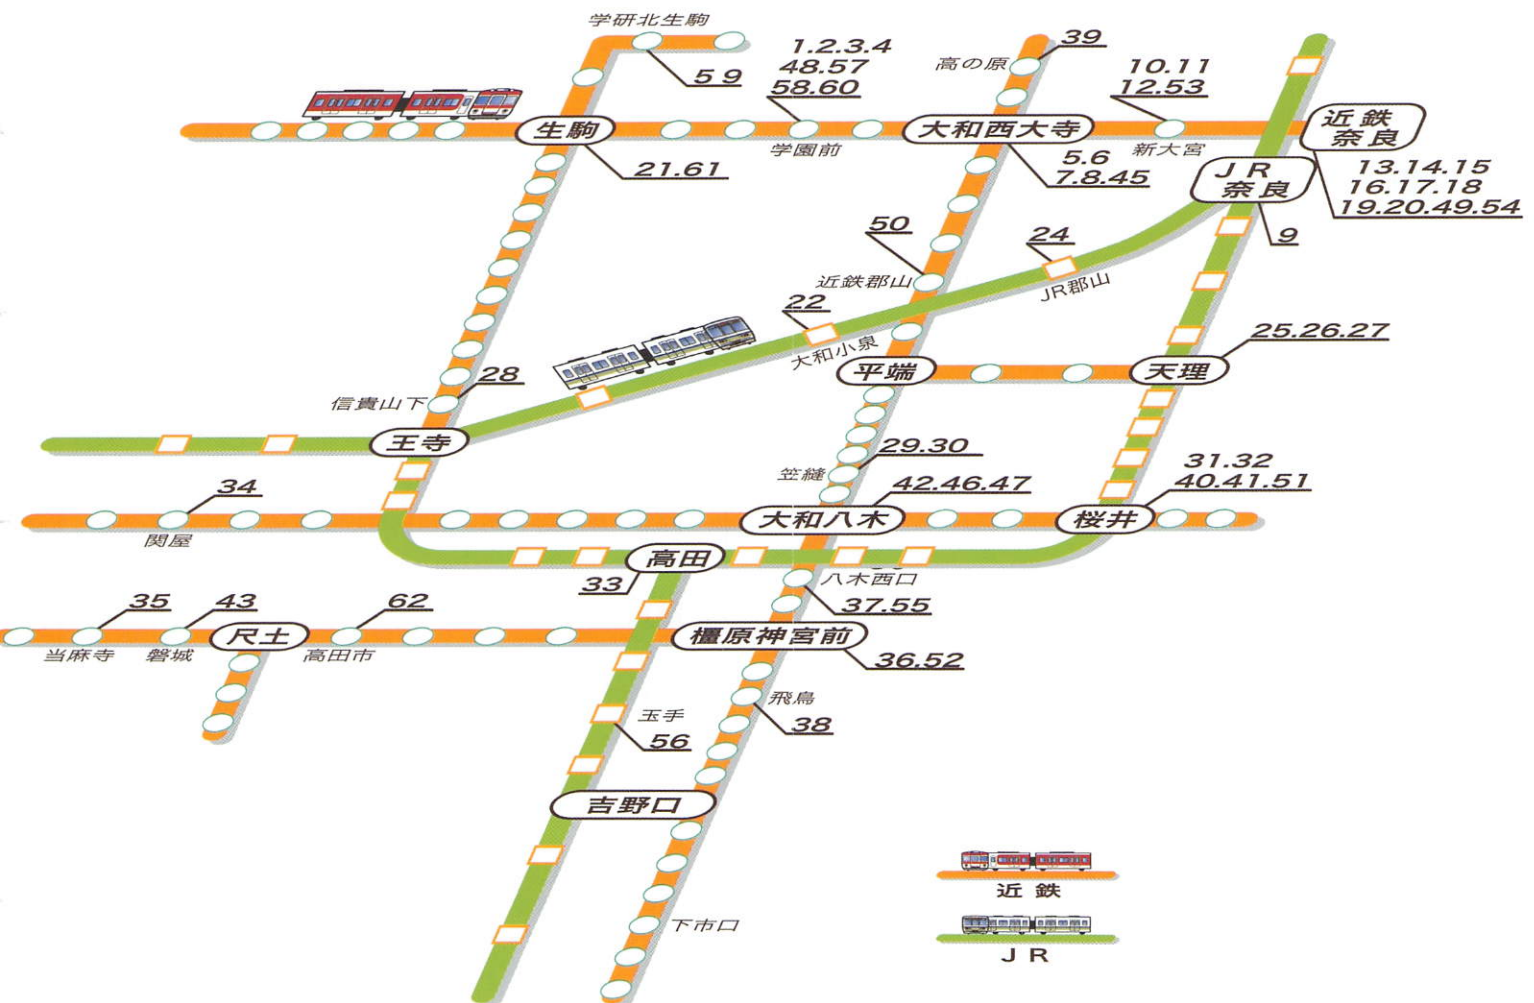 学研北生駒
59
1.2.3.4
48.57
58.60
学園前
39
高の原
10.11
12.53
新大宮
生駒
21.61
大和西大寺
5.6
7.8.45
近鉄
奈良
13.14.15
16.17.18
19.20.49.54
JR
奈良
9
50
近鉄郡山
24
JR郡山
22
大和小泉
25.26.27
平端
天理
28
信貴山下
王寺
29.30
笠縫
31.32
40.41.51
42.46.47
34
関屋
大和八木
桜井
高田
33
八木西口
37.55
35
当麻寺
43
磐城
尺土
62
高田市
橿原神宮前
36.52
飛鳥
38
玉手
56
吉野口
下市口
近鉄
JR